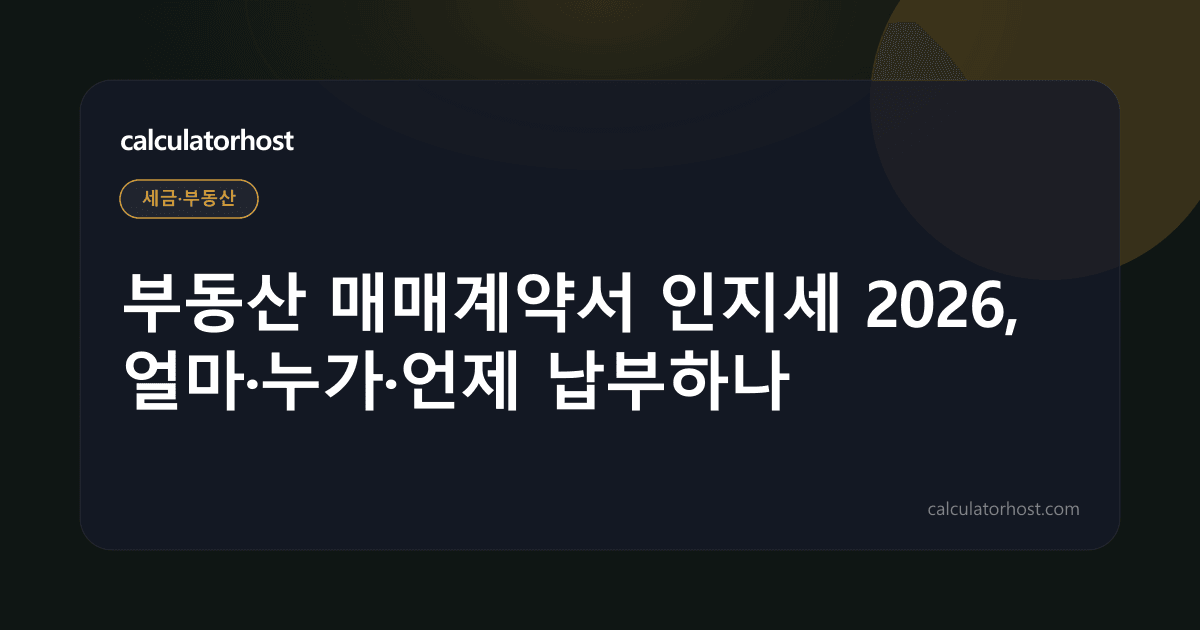 calculatorhost
세금·부동산
부동산 매매계약서 인지세 2026,
얼마·누가·언제 납부하나
calculatorhost.com